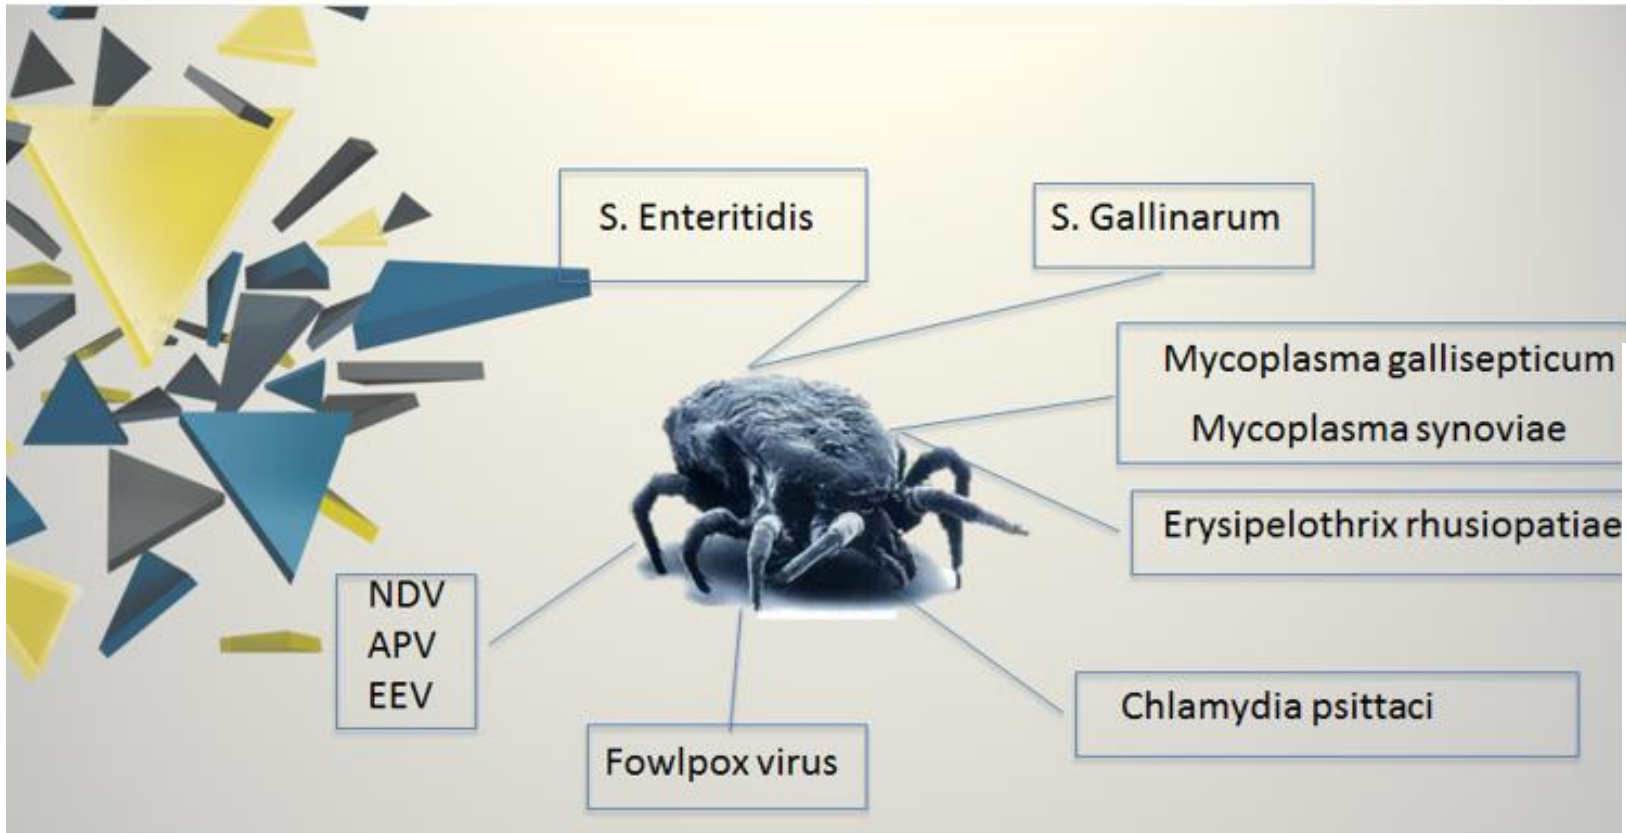 S. Enteritidis
S. Gallinarum
Mycoplasma gallisepticum
Mycoplasma synoviae
Erysipelothrix rhusiopatiae
NDV
APV
EEV
Chlamydia psittaci
Fowlpox virus